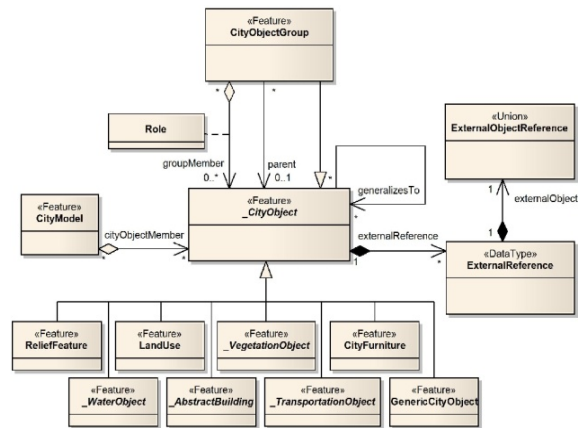 «Feature»
CityObjectGroup
* *
Role
groupMember
0..*
parent
0..1
*
generalizesTo
*
«Union»
ExternalObjectReference
1
externalObject
1
«Feature»
CityModel
*
cityObjectMember
*
«Feature»
_CityObject
externalReference
1
*
«DataType»
ExternalReference
«Feature»
ReliefFeature
«Feature»
LandUse
«Feature»
_VegetationObject
«Feature»
CityFurniture
«Feature»
_WaterObject
«Feature»
_AbstractBuilding
«Feature»
_TransportationObject
«Feature»
GenericCityObject